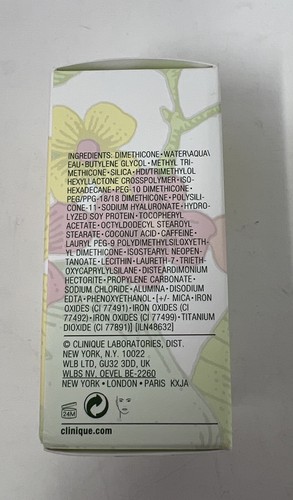 INGREDIENTS: DIMETHICONE•WATER\AQUA\
EAU•BUTYLENE GLYCOL•METHYL TRI-
METHICONE•SILICA•HDI/TRIMETHYLOL
HEXYLLACTONE CROSSPOLYMER•ISO-
HEXADECANE•PEG-10 DIMETHICONE•
PEG/PPG-18/18 DIMETHICONE•POLYSILI-
CONE-11•SODIUM HYALURONATE•HYDRO-
LYZED SOY PROTEIN•TOCOPHERYL
ACETATE•OCTYLDODECYL STEAROYL
STEARATE•COCONUT ACID•CAFFEINE•
LAURYL PEG-9 POLYDIMETHYLSILOXYETH-
YL DIMETHICONE•ISOSTEARYL NEOPEN-
TANOATE•LECITHIN•LAURETH-7•TRIETH-
OXYCAPRYLYLSILANE•DISTEARDIMONIUM
HECTORITE•PROPYLENE CARBONATE•
SODIUM CHLORIDE•ALUMINA•DISODIUM
EDTA•PHENOXYETHANOL•[+/- MICA•IRON
OXIDES (CI 77491)•IRON OXIDES (CI
77492)•IRON OXIDES (CI 77499)•TITANIUM
DIOXIDE (CI 77891)] [ILN48632]
© CLINIQUE LABORATORIES, DIST.
NEW YORK, N.Y. 10022
WLB LTD, GU32 3DD, UK
WLBS NV. OEVEL BE-2260
NEW YORK • LONDON • PARIS KXJA
24M
clinique.com